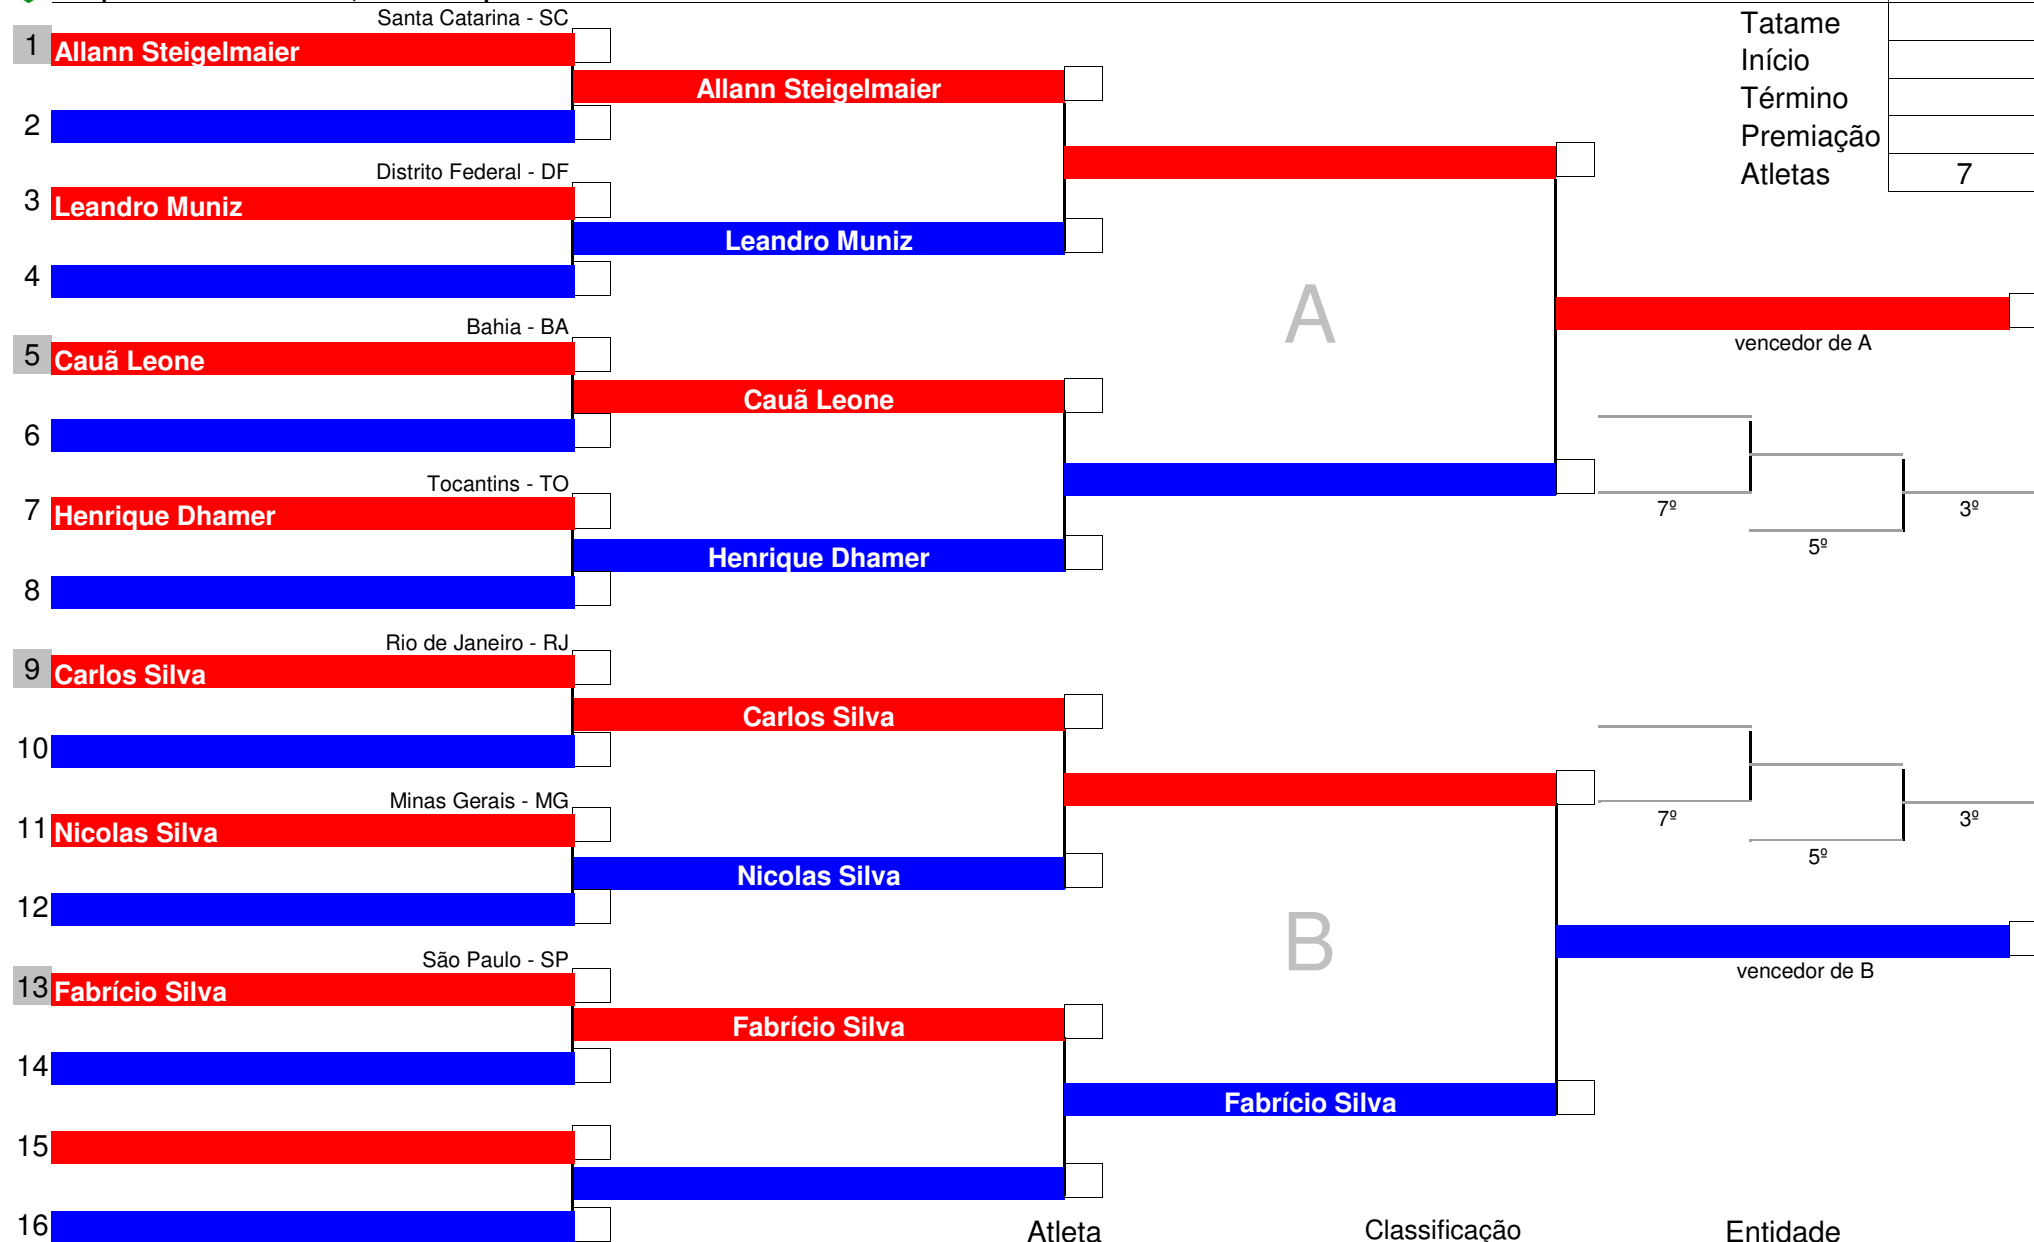 Santa Catarina - SC
Tatame
1 Allann Steigelmaier
Início
Allann Steigelmaier
Término
2
Premiação
Distrito Federal - DF
Atletas 7
3 Leandro Muniz
Leandro Muniz
4
A
Bahia - BA
vencedor de A
5 Cauã Leone
Cauã Leone
6
Tocantins - TO
7º 3º
7 Henrique Dhamer
5º
Henrique Dhamer
8
Rio de Janeiro - RJ
9 Carlos Silva
Carlos Silva
10
Minas Gerais - MG
7º 3º
11 Nicolas Silva
5º
Nicolas Silva
12
B
São Paulo - SP
vencedor de B
13 Fabrício Silva
Fabrício Silva
14
Fabrício Silva
15
16
Atleta Classificação Entidade